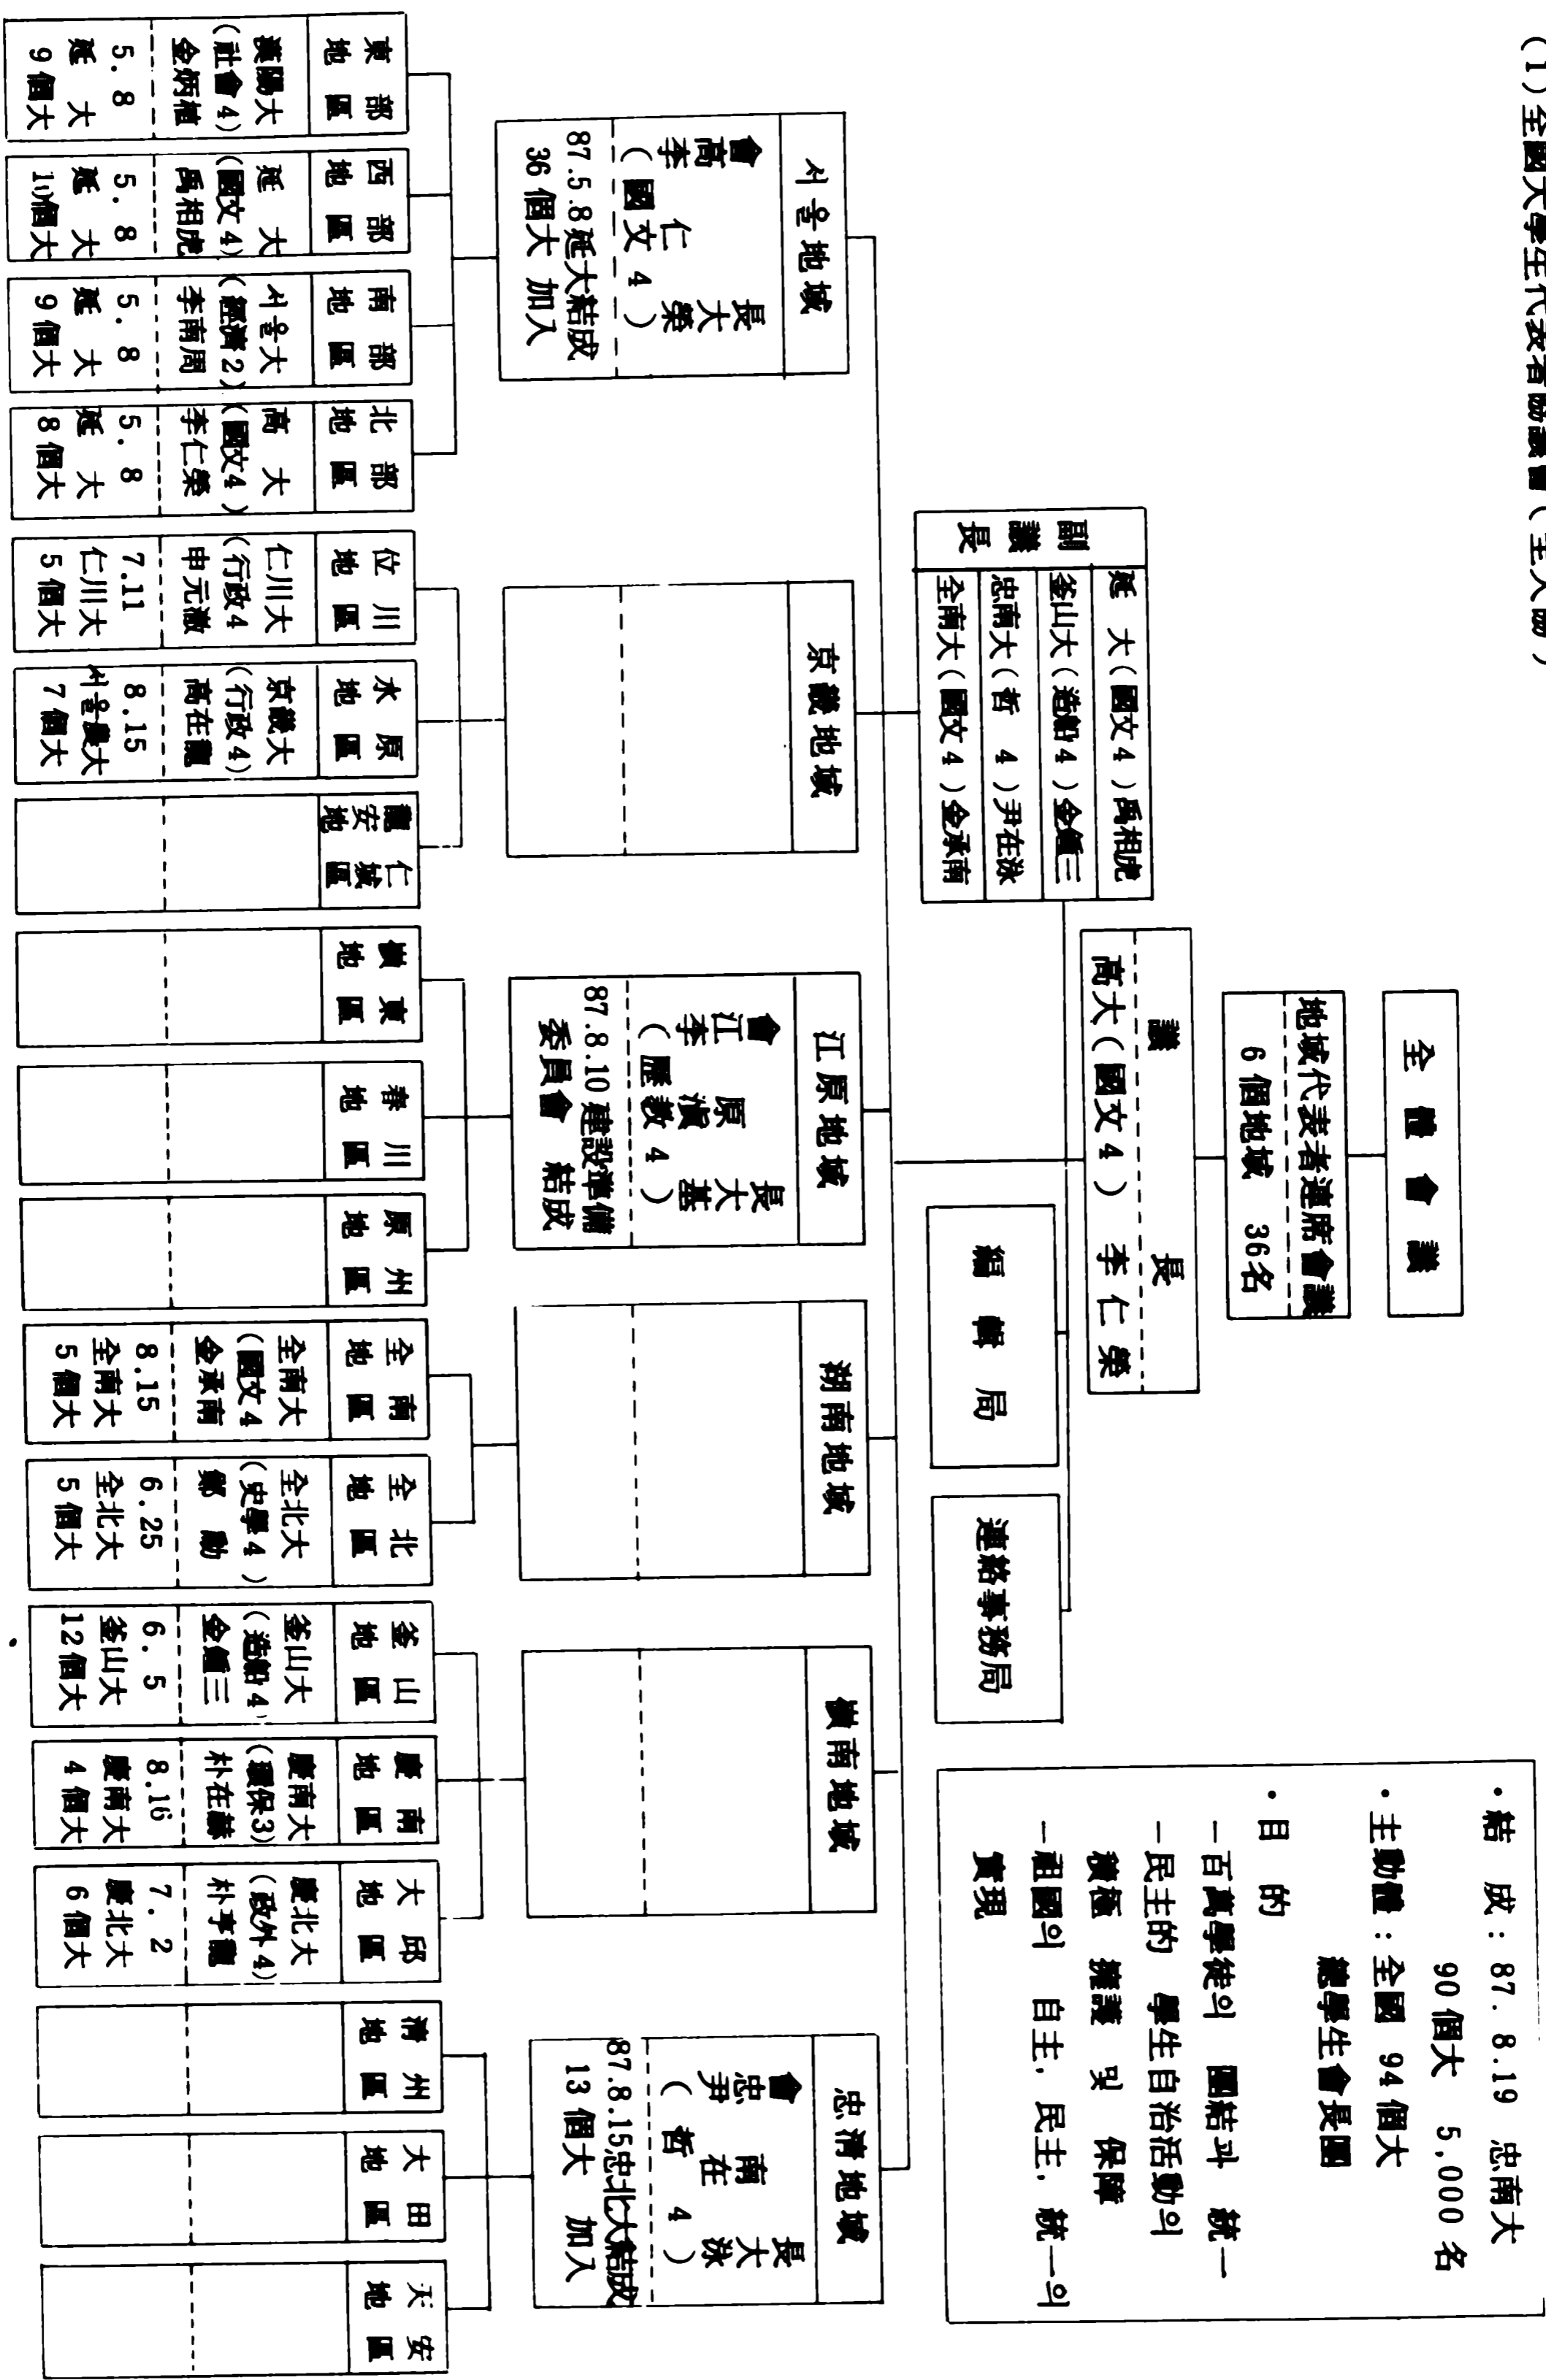 (1)全國大學生代表者協議會(全大協)
全體會議
地域代表者連席會議
6個地域 36名
議長
高大(國文4) 李仁榮
副議長
延大(國文4)禹相虎
釜山大(造船4)金鍾三
忠南大(哲 4)尹在泳
全南大(國文4)金承南
編輯局
連絡事務局
·結 成: 87. 8.19 忠南大
90個大 5,000名
·主動體: 全國 94個大
總學生會長團
·目 的
-百萬學徒의 團結과 統一
-民主的 學生自治活動의
積極 擁護 및 保障
-祖國의 自主, 民主, 統一의
實現
서울地域
會長
高大
李仁榮
(國文4)
87.5.8延大結成
36個大 加入
京畿地域
江原地域
會長
江原大
李 基
(歷敎4)
87.8.10建設準備
委員會 結成
湖南地域
嶺南地域
忠淸地域
會長
忠南大
尹在泳
(哲 4)
87.8.15忠北大結成
13個大 加入
東部
地區
漢陽大
(社會4)
金炳植
5.8
延大
9個大
西部
地區
延大
(國文4)
禹相虎
5.8
延大
10個大
南部
地區
서울大
(經濟2)
李南周
5.8
延大
9個大
北部
地區
高大
(國文4)
李仁榮
5.8
延大
8個大
位川
地區
仁川大
(行政4
申元澈
7.11
仁川大
5個大
水原
地區
京畿大
(行政4)
高在龍
8.15
서울農大
7個大
龍仁
安城
地區
嶺東
地區
春川
地區
原州
地區
全南
地區
全南大
(國文4
金承南
8.15
全南大
5個大
全北
地區
全北大
(史學4)
鄭 勳
6.25
全北大
5個大
釜山
地區
釜山大
(造船4
金鍾三
6.5
釜山大
12個大
慶南
地區
慶南大
(環保3)
朴在赫
8.16
慶南大
4個大
大邱
地區
慶北大
(政外4)
朴亨龍
7.2
慶北大
6個大
淸州
地區
大田
地區
天安
地區